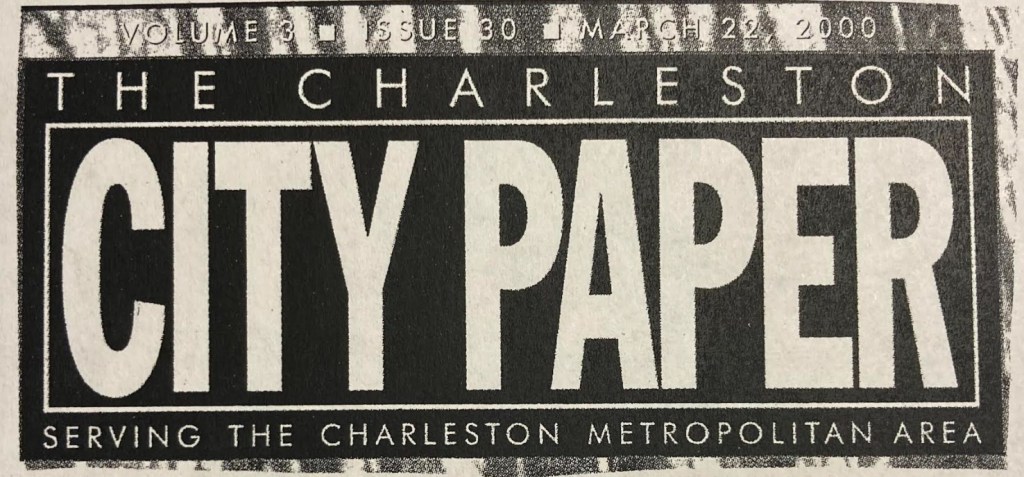 VOLUME 3 ■ ISSUE 30 ■ MARCH 22, 2000
THE CHARLESTON
CITY PAPER
SERVING THE CHARLESTON METROPOLITAN AREA